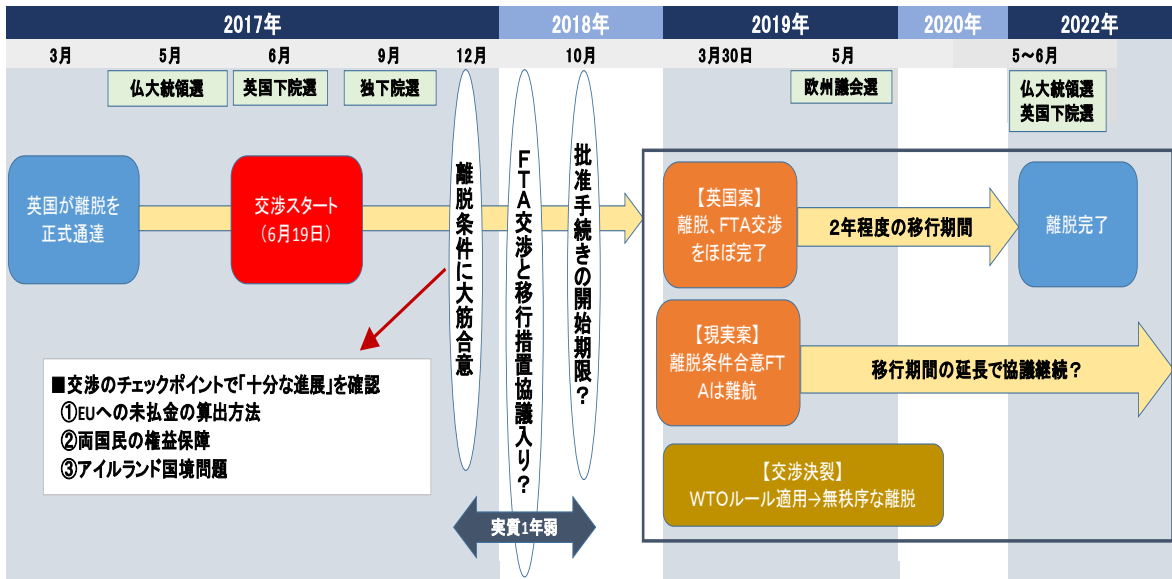 2017年
2018年
2019年
2020年
2022年
3月
5月
6月
9月
12月
10月
3月30日
5月
5～6月
仏大統領選
英国下院選
独下院選
欧州議会選
仏大統領選
英国下院選
英国が離脱を
正式通達
交渉スタート
（6月19日）
離脱条件に大筋合意
FTA交渉と移行措置協議入り？
批准手続きの開始期限？
【英国案】
離脱、FTA交渉
をほぼ完了
2年程度の移行期間
離脱完了
【現実案】
離脱条件合意FT
Aは難航
移行期間の延長で協議継続？
【交渉決裂】
WTOルール適用→無秩序な離脱
■交渉のチェックポイントで「十分な進展」を確認
①EUへの未払金の算出方法
②両国民の権益保障
③アイルランド国境問題
実質1年弱